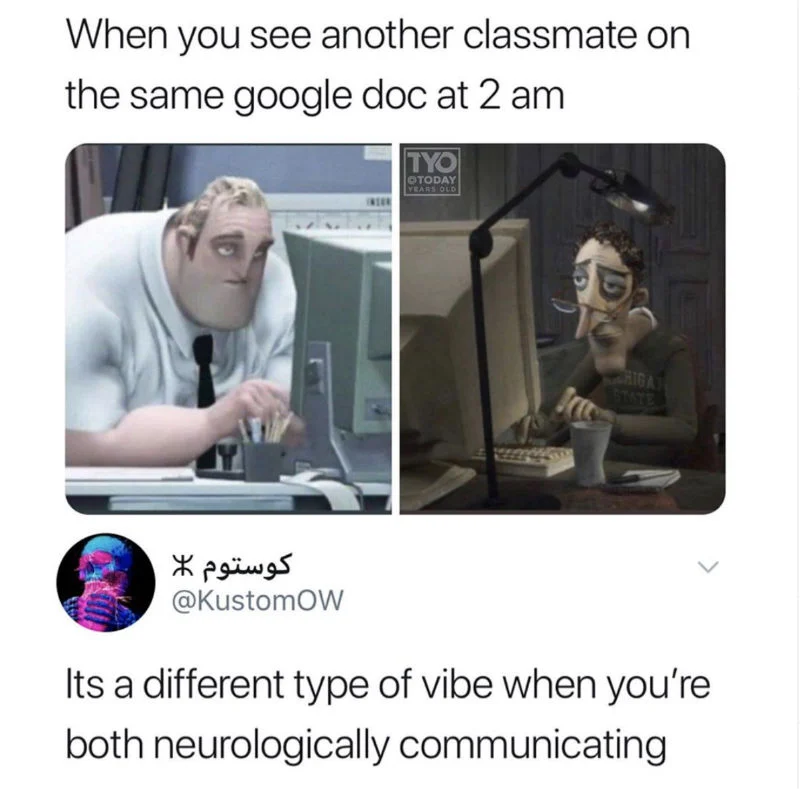 When you see another classmate on
the same google doc at 2 am
TYO
@TODAY
YEARS OLD
STATE
كوستوم ⵣ
@KustomOW
Its a different type of vibe when you're
both neurologically communicating